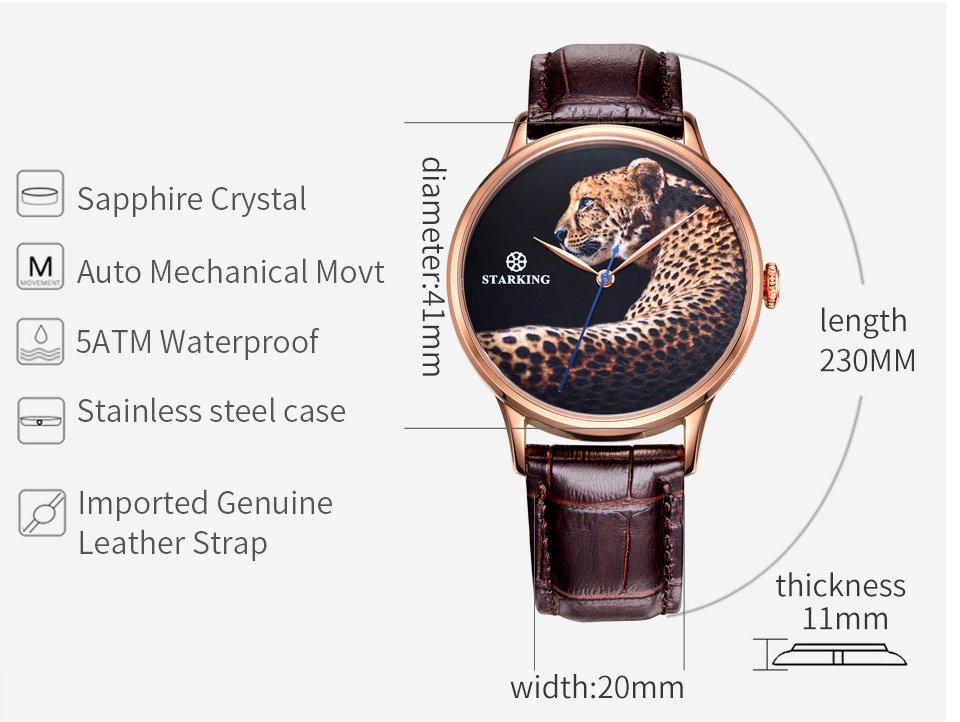 Sapphire Crystal
M
MOVEMENT
Auto Mechanical Movt
5ATM Waterproof
Stainless steel case
Imported Genuine
Leather Strap
diameter:41mm
STARKING
length
230MM
thickness
11mm
width:20mm